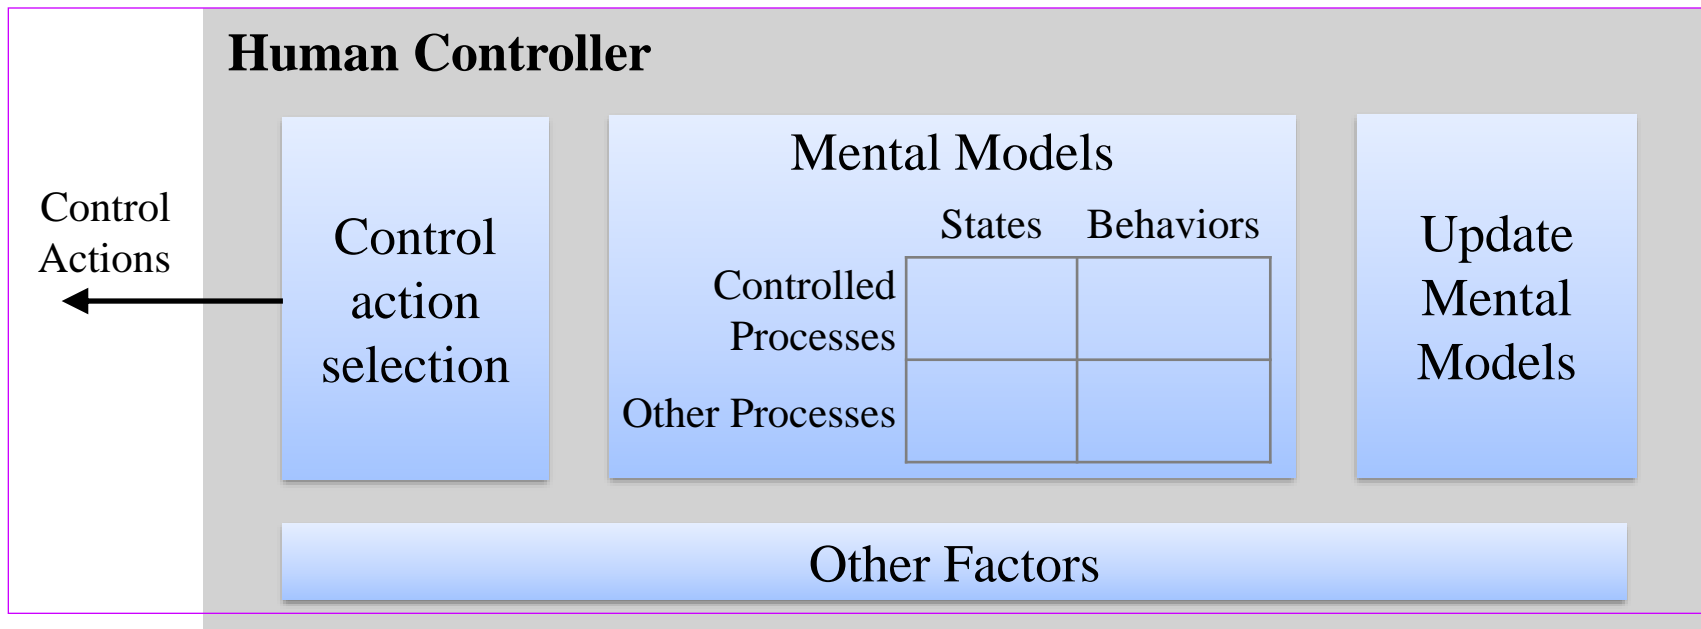 Human Controller
Control
Actions
Control
action
selection
Mental Models
States Behaviors
Controlled
Processes
Other Processes
Update
Mental
Models
Other Factors